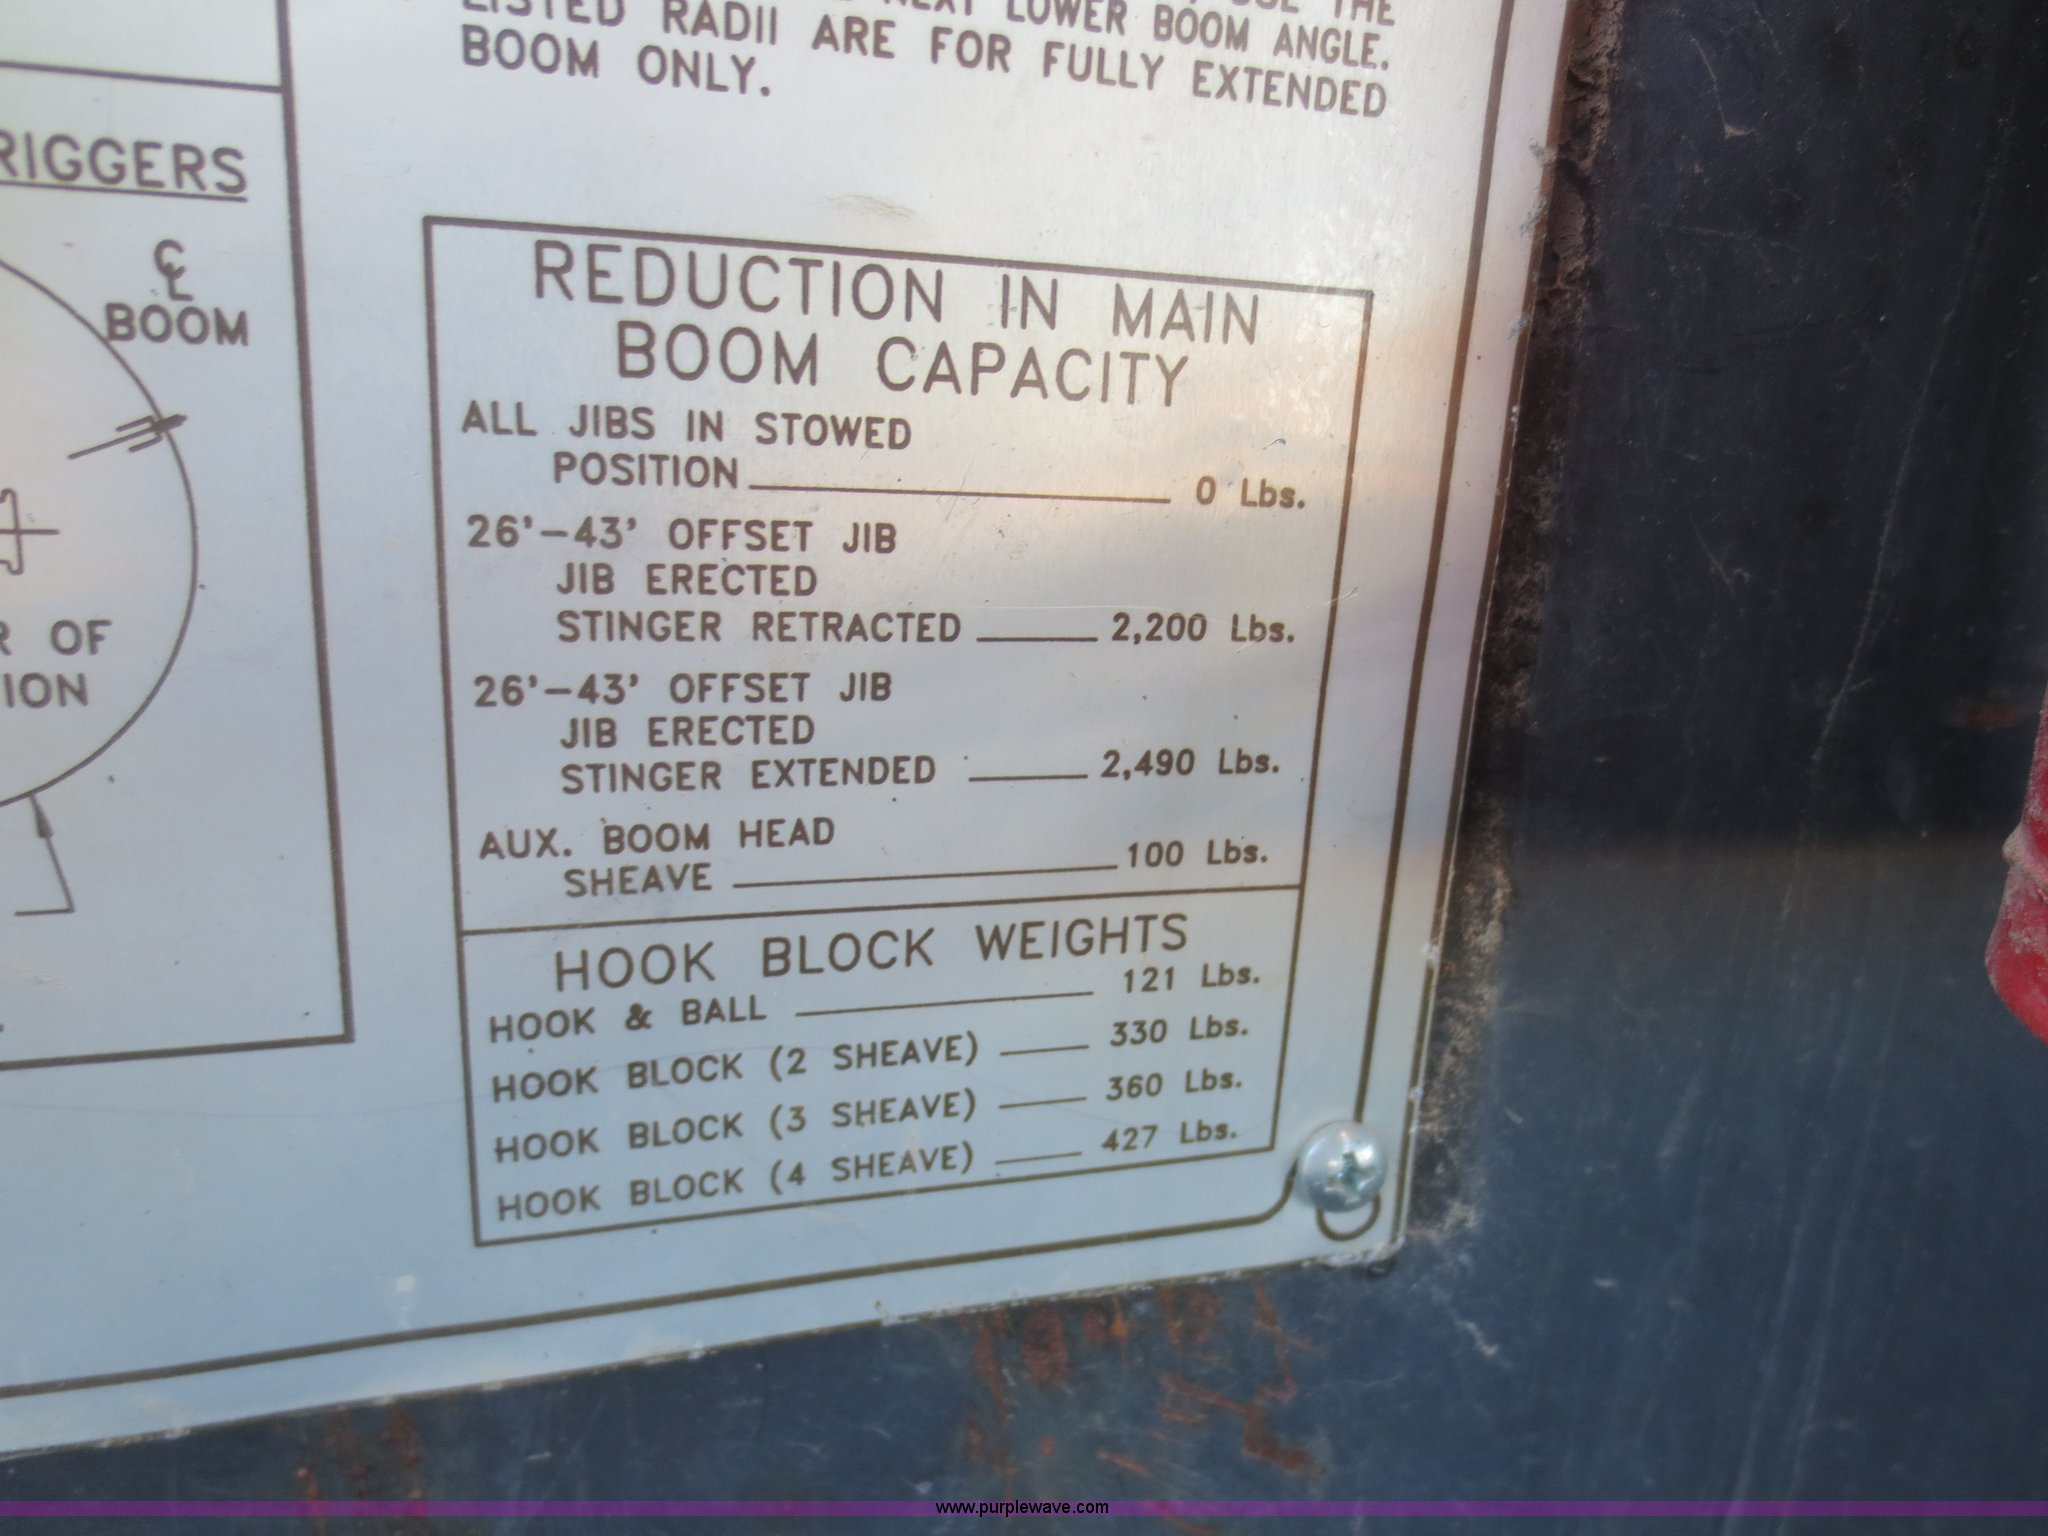 NEXT LOWER BOOM ANGLE.
LISTED RADII ARE FOR FULLY EXTENDED
BOOM ONLY.
RIGGERS
℄
BOOM
R OF
ION
REDUCTION IN MAIN
BOOM CAPACITY
ALL JIBS IN STOWED
POSITION 0 Lbs.
26'-43' OFFSET JIB
JIB ERECTED
STINGER RETRACTED 2,200 Lbs.
26'-43' OFFSET JIB
JIB ERECTED
STINGER EXTENDED 2,490 Lbs.
AUX. BOOM HEAD
SHEAVE 100 Lbs.
HOOK BLOCK WEIGHTS
HOOK & BALL 121 Lbs.
HOOK BLOCK (2 SHEAVE) 330 Lbs.
HOOK BLOCK (3 SHEAVE) 360 Lbs.
HOOK BLOCK (4 SHEAVE) 427 Lbs.
www.purplewave.com